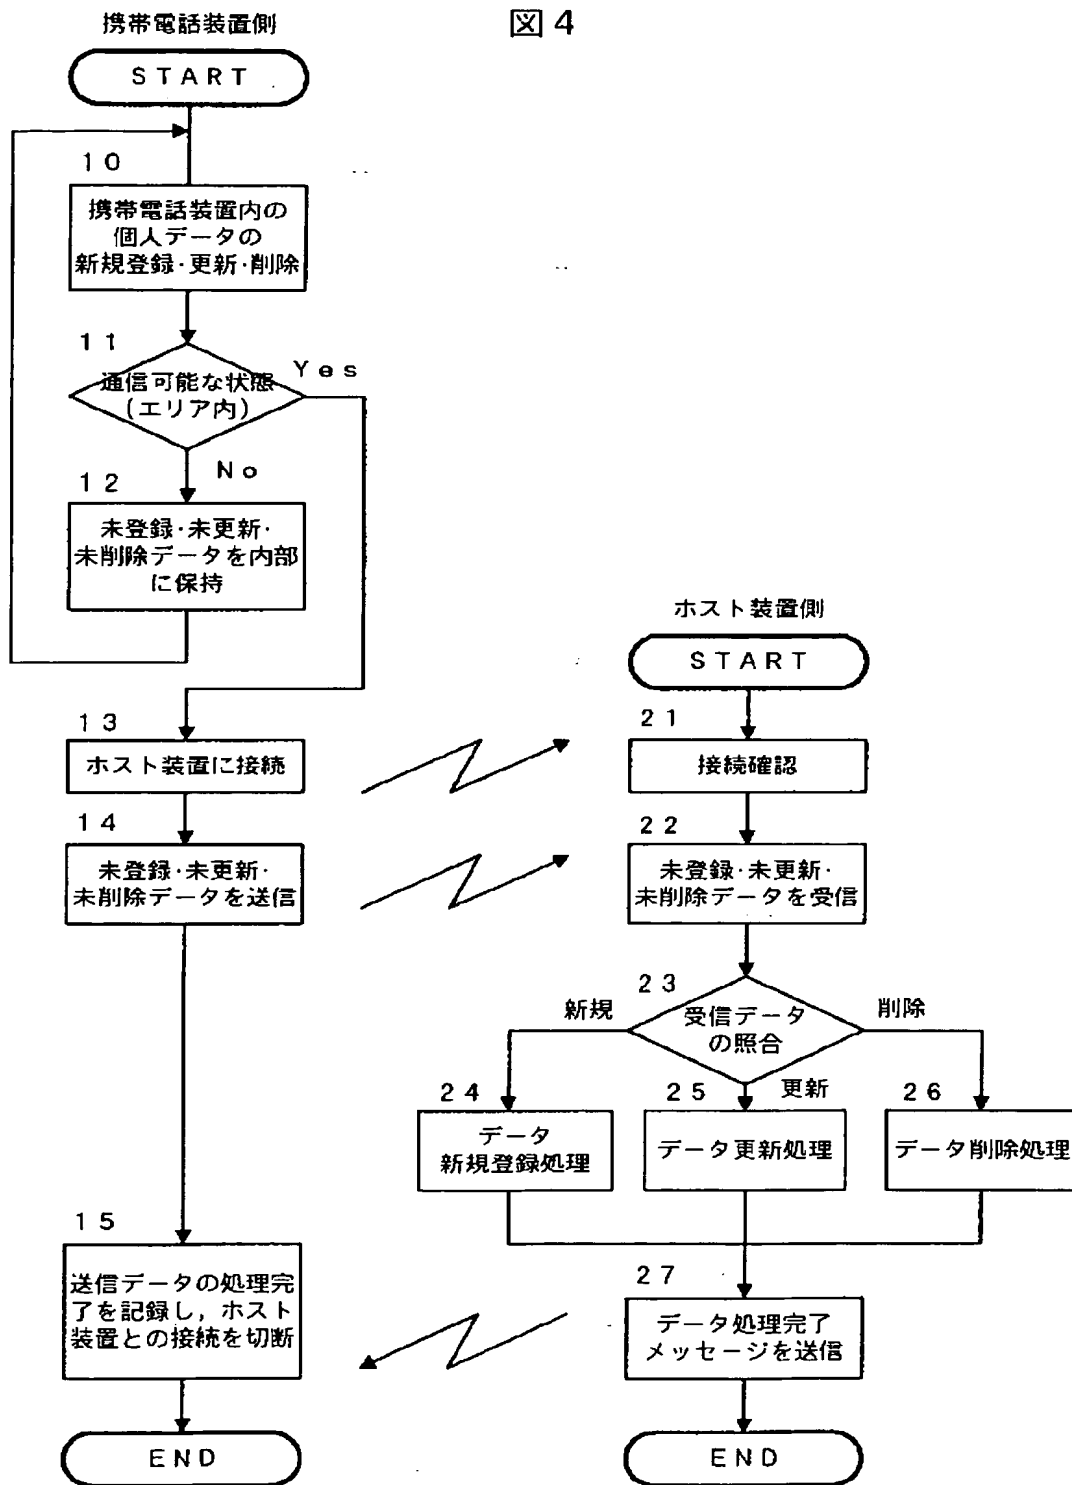 図4
携帯電話装置側
START
10
携帯電話装置内の
個人データの
新規登録・更新・削除
11
通信可能な状態
(エリア内)
Yes
No
12
未登録・未更新・
未削除データを内部
に保持
13
ホスト装置に接続
14
未登録・未更新・
未削除データを送信
15
送信データの処理完
了を記録し,ホスト
装置との接続を切断
END
ホスト装置側
START
21
接続確認
22
未登録・未更新・
未削除データを受信
23
受信データ
の照合
新規
更新
削除
24
データ
新規登録処理
25
データ更新処理
26
データ削除処理
27
データ処理完了
メッセージを送信
END